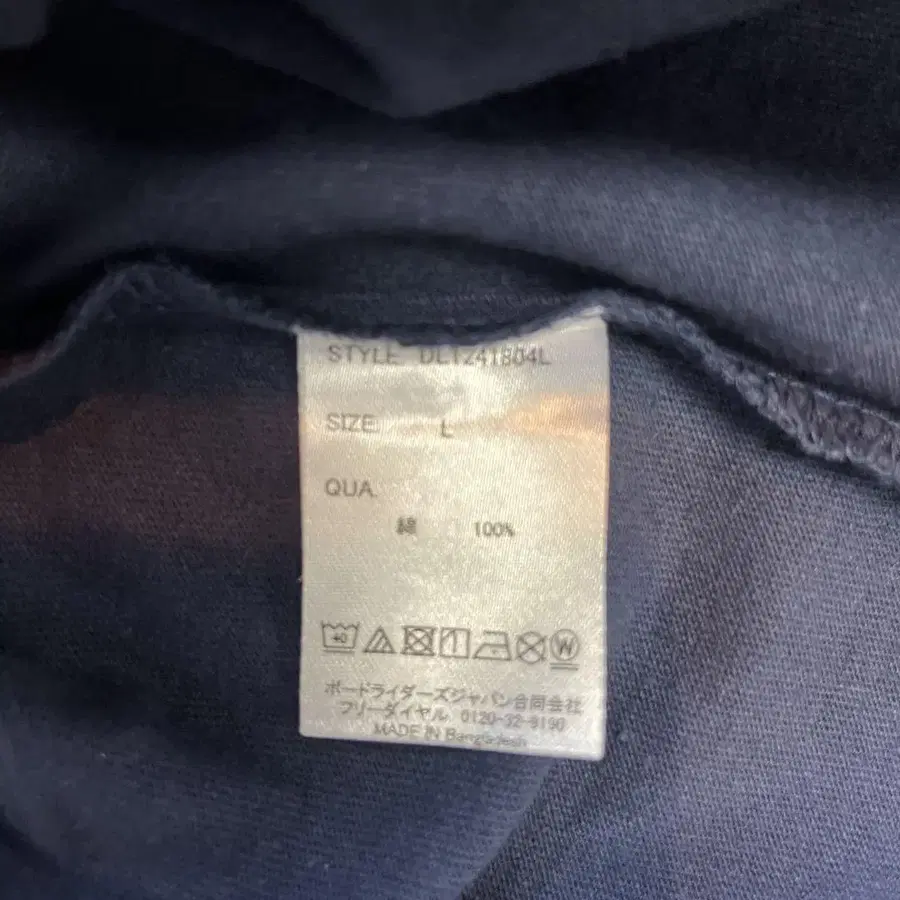 STYLE DLT241804L
SIZE L
QUA.
綿 100%
40
W
ボードライダーズジャパン合同会社
フリーダイヤル 0120-32-9190
MADE IN Bangladesh